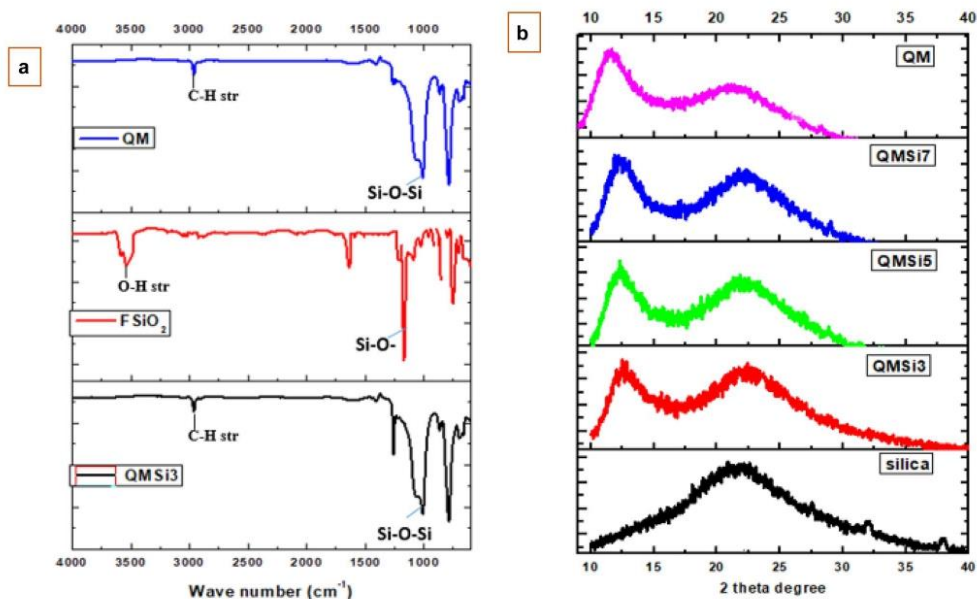 a
4000 3500 3000 2500 2000 1500 1000
C-H str
QM
Si-O-Si
O-H str
FSiO2
Si-O-
C-H str
QMSi3
Si-O-Si
4000 3500 3000 2500 2000 1500 1000
Wave number (cm-1)
b
10 15 20 25 30 35 40
QM
QMSi7
QMSi5
QMSi3
silica
10 15 20 25 30 35 40
2 theta degree